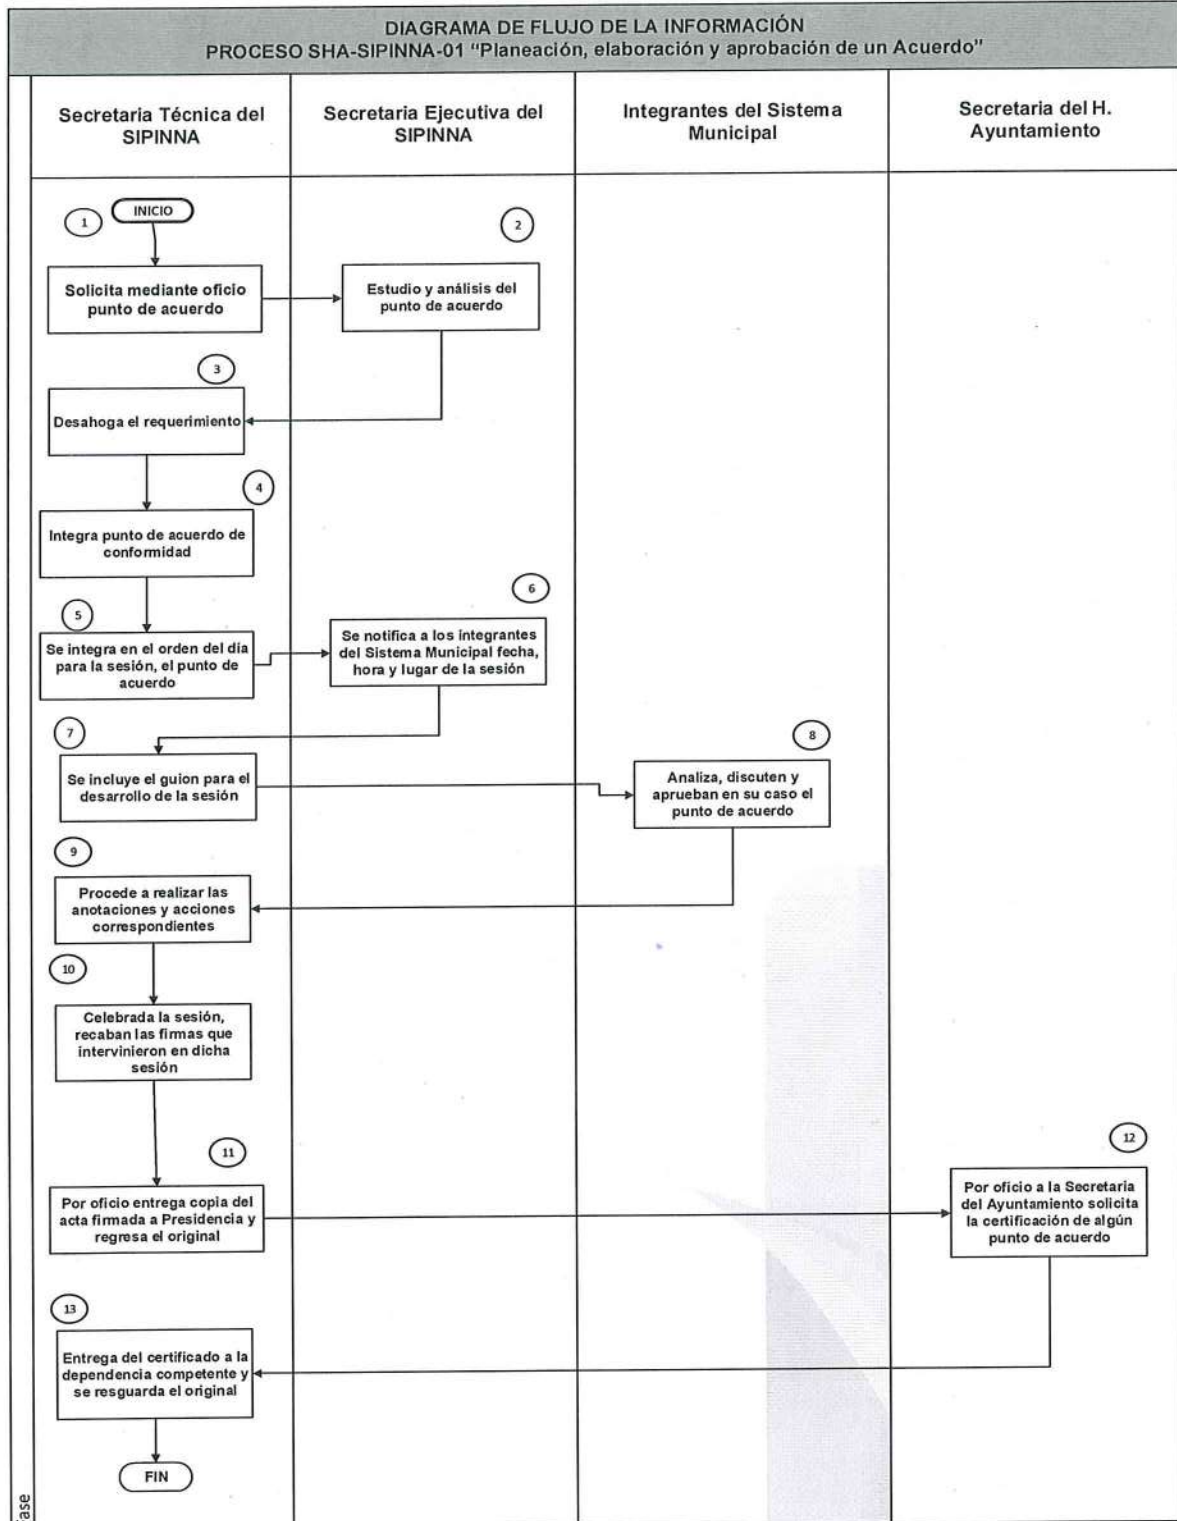 DIAGRAMA DE FLUJO DE LA INFORMACIÓN
PROCESO SHA-SIPINNA-01 “Planeación, elaboración y aprobación de un Acuerdo”
Secretaria Técnica del
SIPINNA
Secretaria Ejecutiva del
SIPINNA
Integrantes del Sistema
Municipal
Secretaria del H.
Ayuntamiento
1
INICIO
Solicita mediante oficio
punto de acuerdo
2
Estudio y análisis del
punto de acuerdo
3
Desahoga el requerimiento
4
Integra punto de acuerdo de
conformidad
5
Se integra en el orden del día
para la sesión, el punto de
acuerdo
6
Se notifica a los integrantes
del Sistema Municipal fecha,
hora y lugar de la sesión
7
Se incluye el guion para el
desarrollo de la sesión
8
Analiza, discuten y
aprueban en su caso el
punto de acuerdo
9
Procede a realizar las
anotaciones y acciones
correspondientes
10
Celebrada la sesión,
recaban las firmas que
intervinieron en dicha
sesión
11
Por oficio entrega copia del
acta firmada a Presidencia y
regresa el original
12
Por oficio a la Secretaria
del Ayuntamiento solicita
la certificación de algún
punto de acuerdo
13
Entrega del certificado a la
dependencia competente y
se resguarda el original
FIN
ase